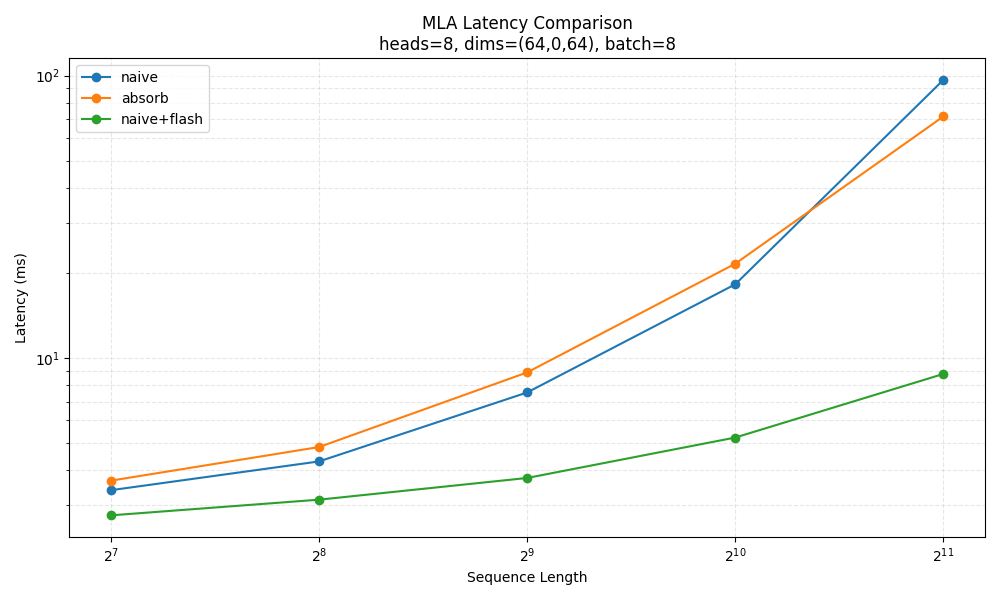 MLA Latency Comparison
heads=8, dims=(64,0,64), batch=8
naive
absorb
naive+flash
Latency (ms)
10²
10¹
2⁷ 2⁸ 2⁹ 2¹⁰ 2¹¹
Sequence Length